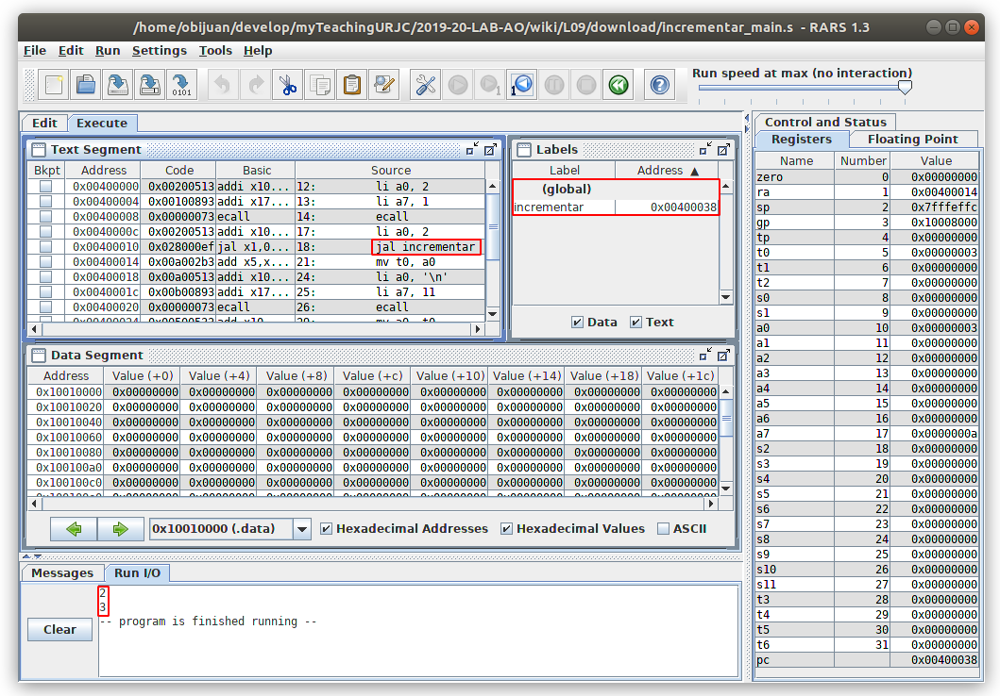 /home/obijuan/develop/myTeachingURJC/2019-20-LAB-AO/wiki/L09/download/incrementar_main.s - RARS 1.3
File Edit Run Settings Tools Help
Run speed at max (no interaction)
Edit Execute
Text Segment
Bkpt Address Code Basic Source
0x00400000 0x00200513 addi x10... 12: li a0, 2
0x00400004 0x00100893 addi x17... 13: li a7, 1
0x00400008 0x00000073 ecall 14: ecall
0x0040000c 0x00200513 addi x10... 17: li a0, 2
0x00400010 0x028000ef jal x1,0... 18: jal incrementar
0x00400014 0x00a002b3 add x5,x... 21: mv t0, a0
0x00400018 0x00a00513 addi x10... 24: li a0, '\n'
0x0040001c 0x00b00893 addi x17... 25: li a7, 11
0x00400020 0x00000073 ecall 26: ecall
Labels
Label Address ▲
(global)
incrementar 0x00400038
Data Text
Data Segment
Address Value (+0) Value (+4) Value (+8) Value (+c) Value (+10) Value (+14) Value (+18) Value (+1c)
0x10010000 0x00000000 0x00000000 0x00000000 0x00000000 0x00000000 0x00000000 0x00000000 0x00000000
0x10010020 0x00000000 0x00000000 0x00000000 0x00000000 0x00000000 0x00000000 0x00000000 0x00000000
0x10010040 0x00000000 0x00000000 0x00000000 0x00000000 0x00000000 0x00000000 0x00000000 0x00000000
0x10010060 0x00000000 0x00000000 0x00000000 0x00000000 0x00000000 0x00000000 0x00000000 0x00000000
0x10010080 0x00000000 0x00000000 0x00000000 0x00000000 0x00000000 0x00000000 0x00000000 0x00000000
0x100100a0 0x00000000 0x00000000 0x00000000 0x00000000 0x00000000 0x00000000 0x00000000 0x00000000
0x100100c0 0x00000000 0x00000000 0x00000000 0x00000000 0x00000000 0x00000000 0x00000000 0x00000000
0x10010000 (.data) Hexadecimal Addresses Hexadecimal Values ASCII
Messages Run I/O
Clear
2
3
-- program is finished running --
Control and Status
Registers Floating Point
Name Number Value
zero 0 0x00000000
ra 1 0x00400014
sp 2 0x7fffeffc
gp 3 0x10008000
tp 4 0x00000000
t0 5 0x00000003
t1 6 0x00000000
t2 7 0x00000000
s0 8 0x00000000
s1 9 0x00000000
a0 10 0x00000003
a1 11 0x00000000
a2 12 0x00000000
a3 13 0x00000000
a4 14 0x00000000
a5 15 0x00000000
a6 16 0x00000000
a7 17 0x0000000a
s2 18 0x00000000
s3 19 0x00000000
s4 20 0x00000000
s5 21 0x00000000
s6 22 0x00000000
s7 23 0x00000000
s8 24 0x00000000
s9 25 0x00000000
s10 26 0x00000000
s11 27 0x00000000
t3 28 0x00000000
t4 29 0x00000000
t5 30 0x00000000
t6 31 0x00000000
pc 0x00400038